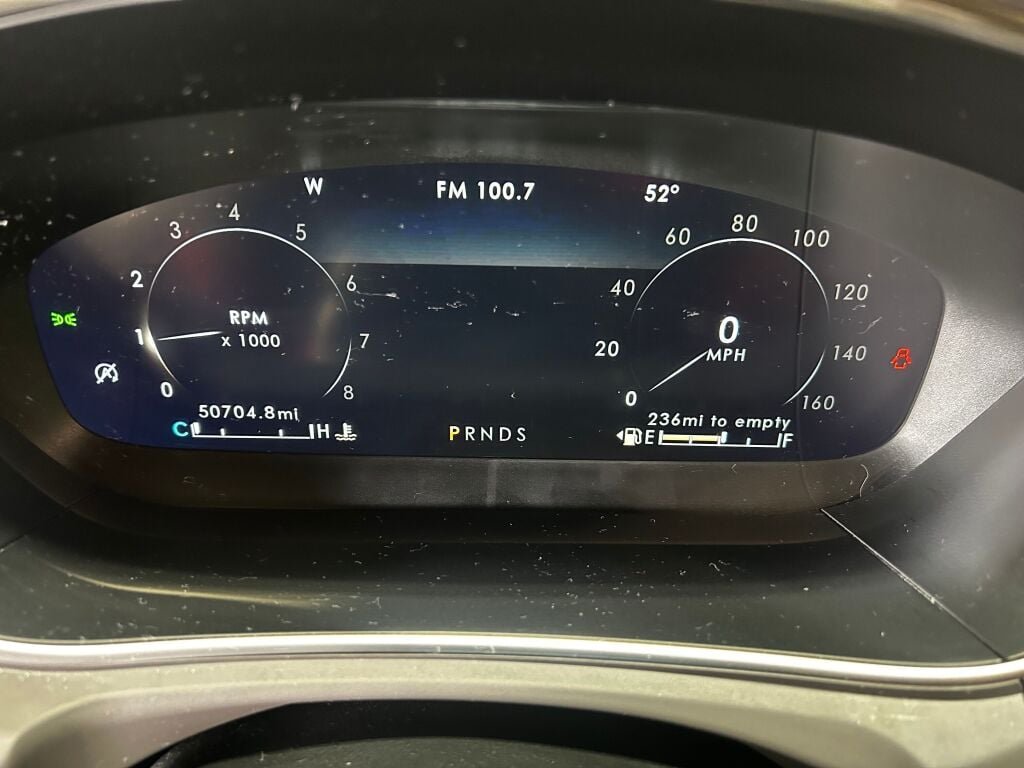 W FM 100.7 52°
0 1 2 3 4 5 6 7 8
RPM
x 1000
0 20 40 60 80 100 120 140 160
0
MPH
50704.8mi
C H
PRNDS
236mi to empty
E F
A